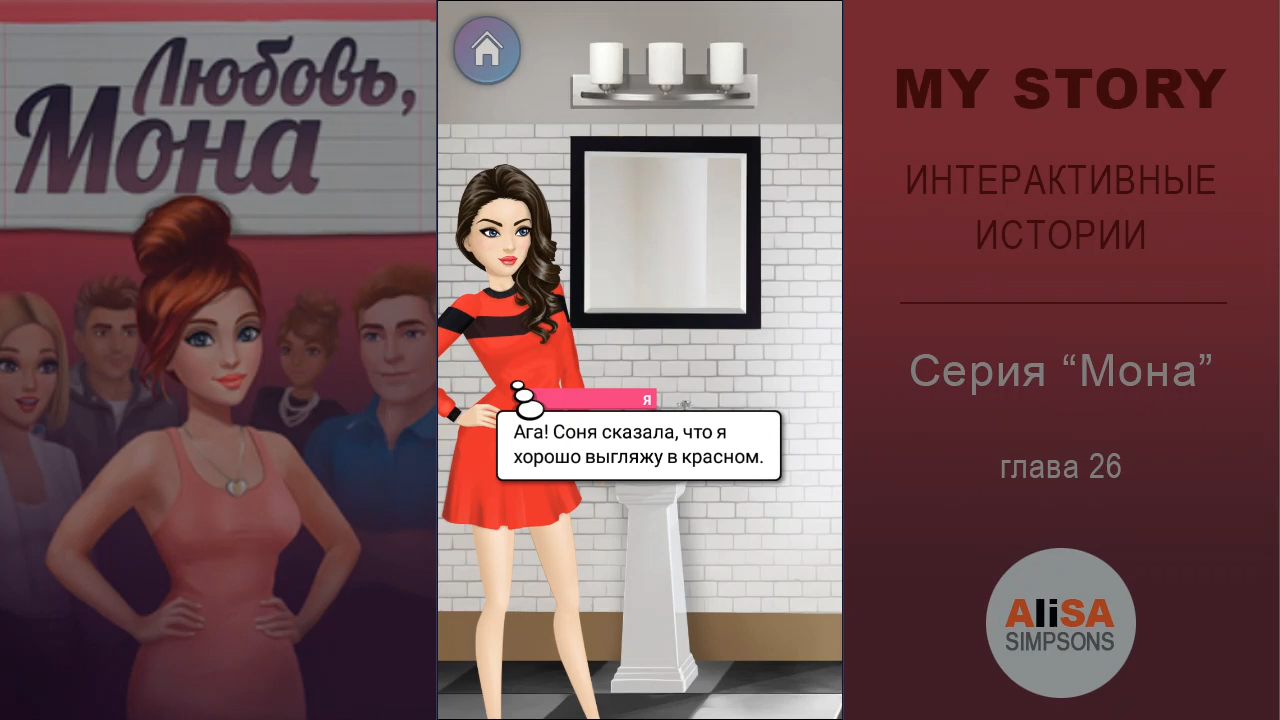 Любовь,
Мона
Я
Ага! Соня сказала, что я
хорошо выгляжу в красном.
MY STORY
ИНТЕРАКТИВНЫЕ
ИСТОРИИ
Серия “Мона”
глава 26
AliSA
SIMPSONS